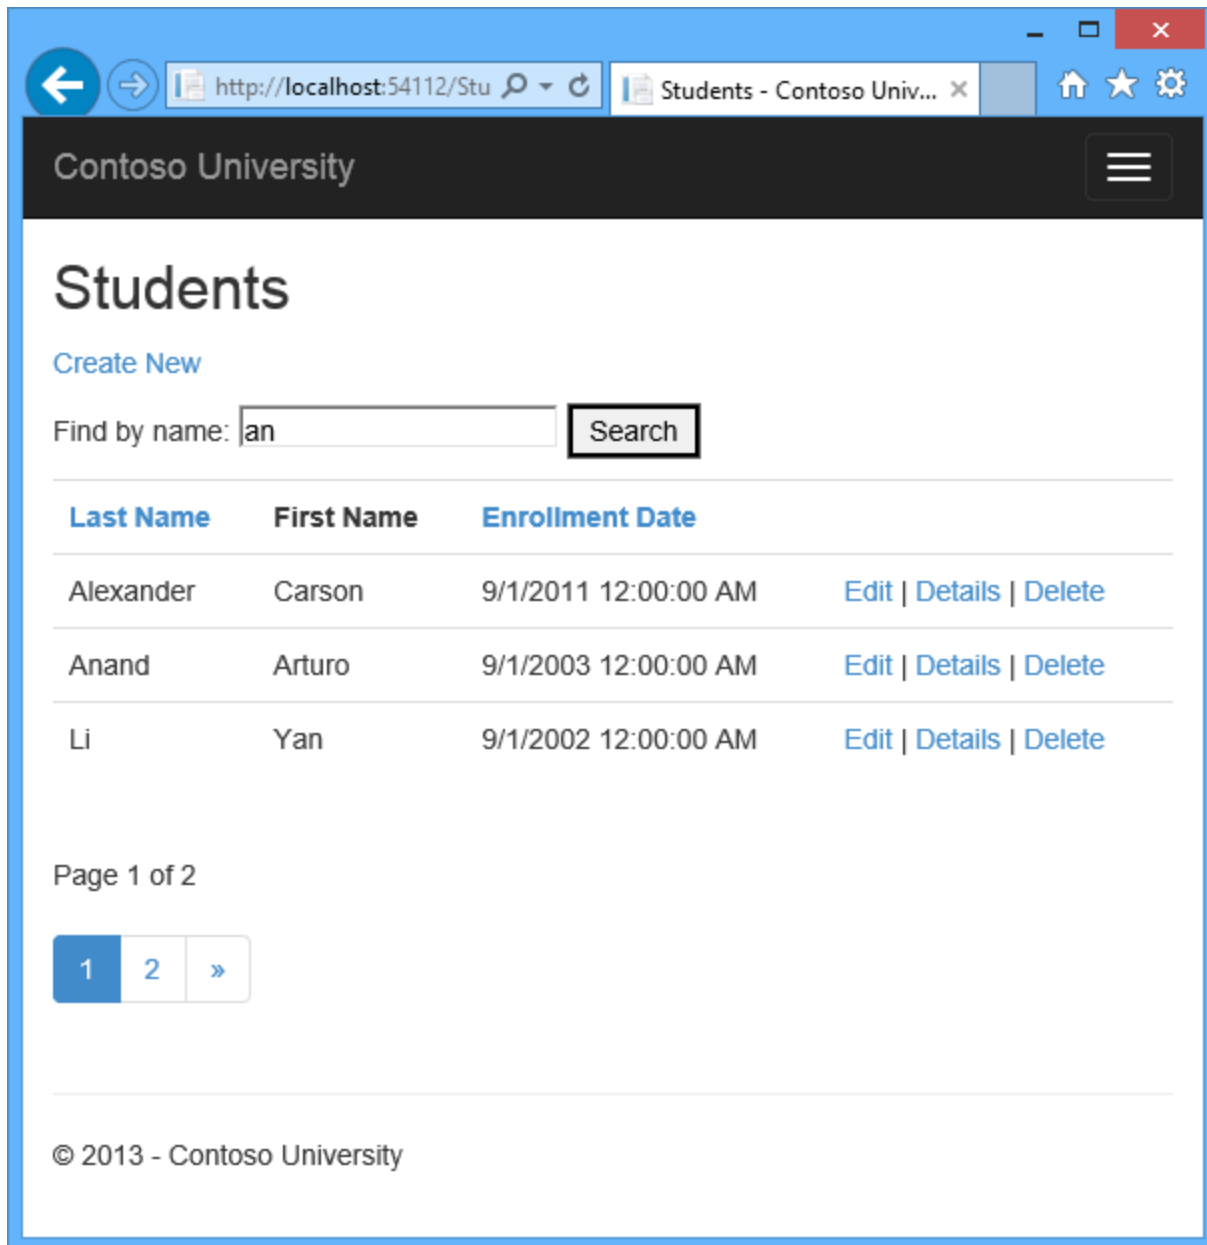 http://localhost:54112/Stu Students - Contoso Univ...
Contoso University
Students
Create New
Find by name: an Search
Last Name First Name Enrollment Date
Alexander Carson 9/1/2011 12:00:00 AM Edit | Details | Delete
Anand Arturo 9/1/2003 12:00:00 AM Edit | Details | Delete
Li Yan 9/1/2002 12:00:00 AM Edit | Details | Delete
Page 1 of 2
1 2 »
© 2013 - Contoso University